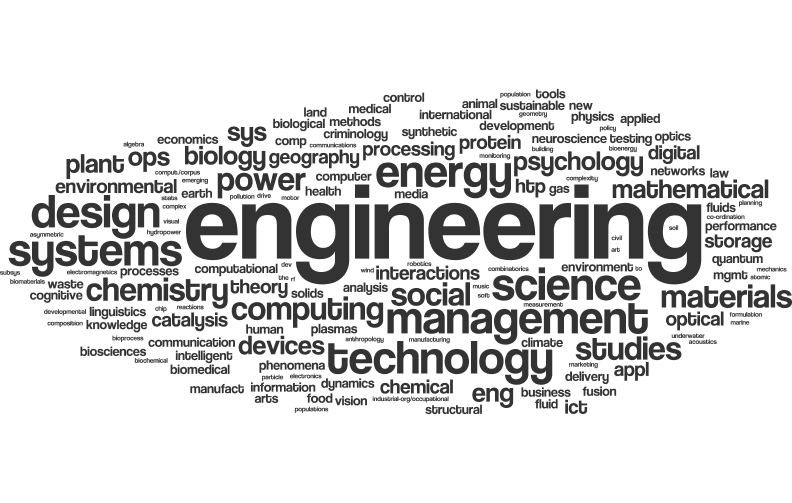 population tools
control
medical animal sustainable new
land international geometry physics applied
biological methods synthetic development policy
sys criminology neuroscience testing optics
algebra economics comp communications processing protein building bioenergy
plant ops biology geography monitoring psychology digital
comput./corpus energy complexity networks law
environmental emerging power computer htp gas mathematical
stats earth pollution drive motor health media
design complex engineering fluids planning
visual co-ordination
asymmetric hydropower soil performance
systems civil storage
art
subsys electromagnetics processes computational dev robotics combinatorics environment to quantum
biomaterials waste the rf wind interactions mgmt mechanics
atomic
cognitive chemistry theory solids analysis social music soft science materials
developmental linguistics chip reactions computing measurement formulation
composition knowledge catalysis management optical marine
human plasmas
bioprocess communication anthropology manufacturing climate underwater
biosciences intelligent devices technology studies acoustics
biochemical
biomedical phenomena marketing appl
particle electronics delivery
manufact information dynamics chemical eng business fusion
arts food vision industrial-org/occupational fluid ict
populations structural